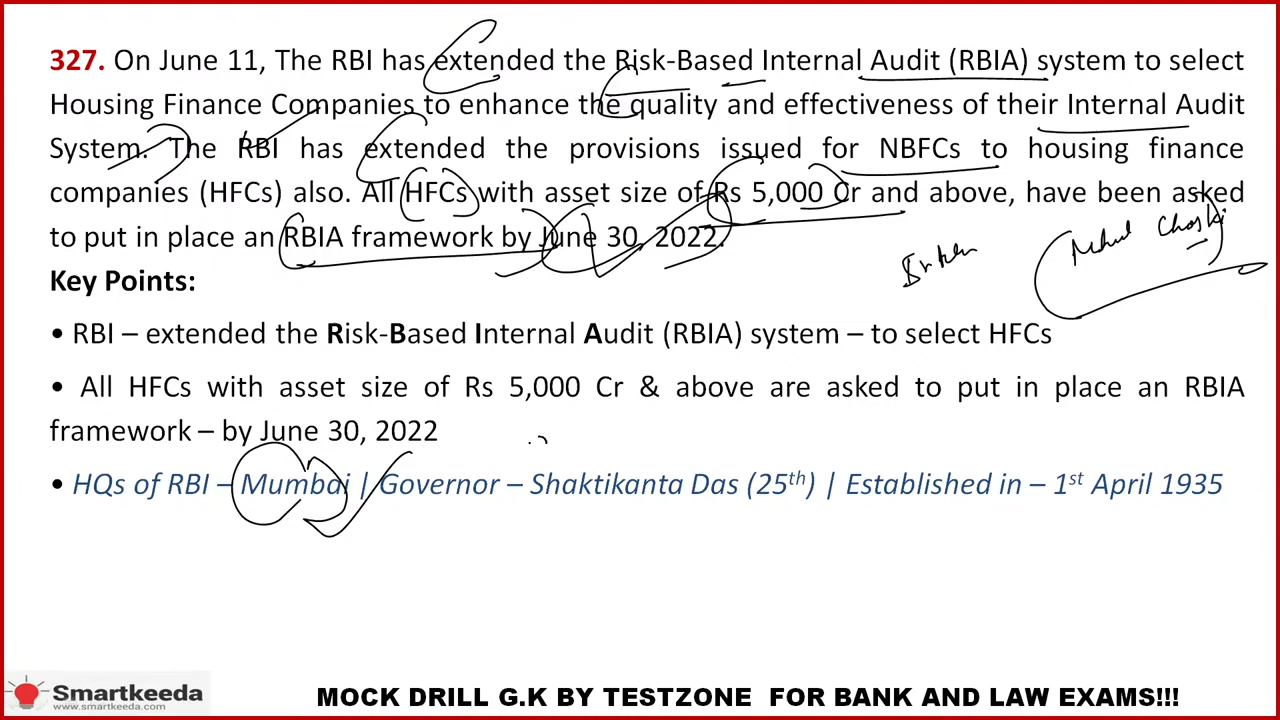 327. On June 11, The RBI has extended the Risk-Based Internal Audit (RBIA) system to select
Housing Finance Companies to enhance the quality and effectiveness of their Internal Audit
System. The RBI has extended the provisions issued for NBFCs to housing finance
companies (HFCs) also. All HFCs with asset size of Rs 5,000 Cr and above, have been asked
to put in place an RBIA framework by June 30, 2022.
Mehul Choski
Key Points:
• RBI – extended the Risk-Based Internal Audit (RBIA) system – to select HFCs
• All HFCs with asset size of Rs 5,000 Cr & above are asked to put in place an RBIA
framework – by June 30, 2022
• HQs of RBI – Mumbai | Governor – Shaktikanta Das (25th) | Established in – 1st April 1935
Smartkeeda
www.smartkeeda.com
MOCK DRILL G.K BY TESTZONE FOR BANK AND LAW EXAMS!!!